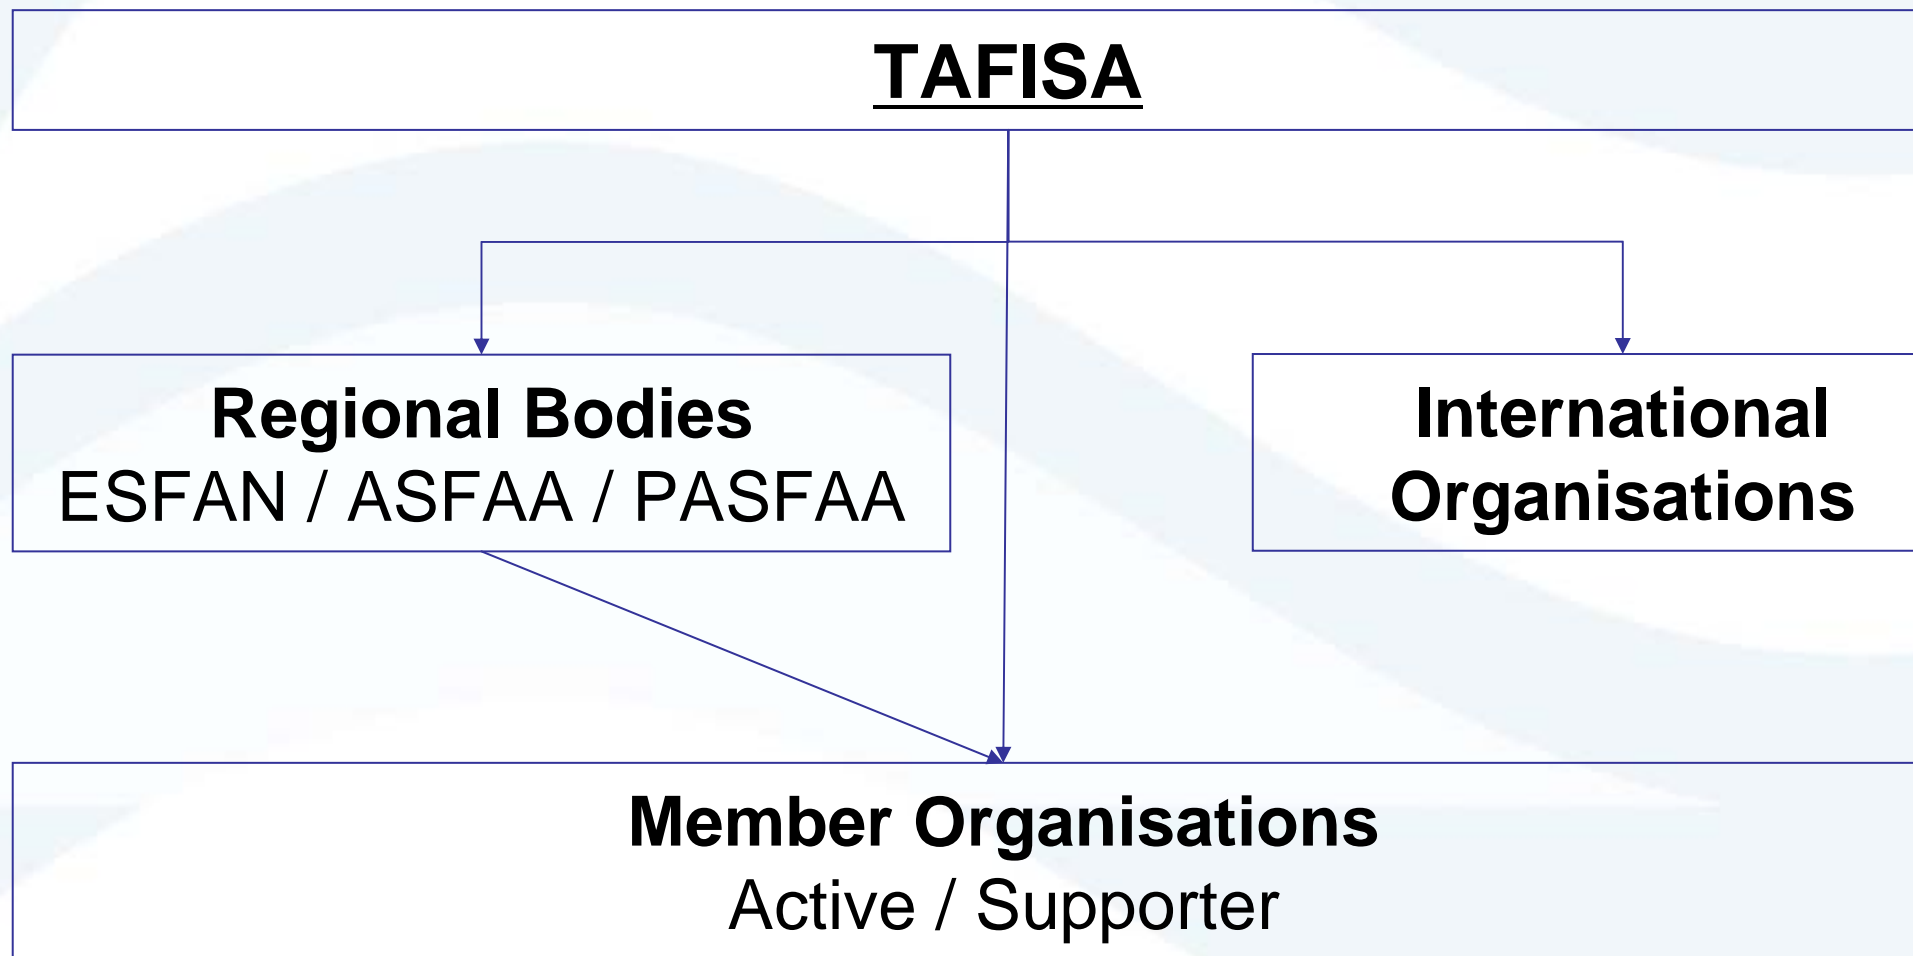 TAFISA
Regional Bodies
ESFAN / ASFAA / PASFAA
International
Organisations
Member Organisations
Active / Supporter